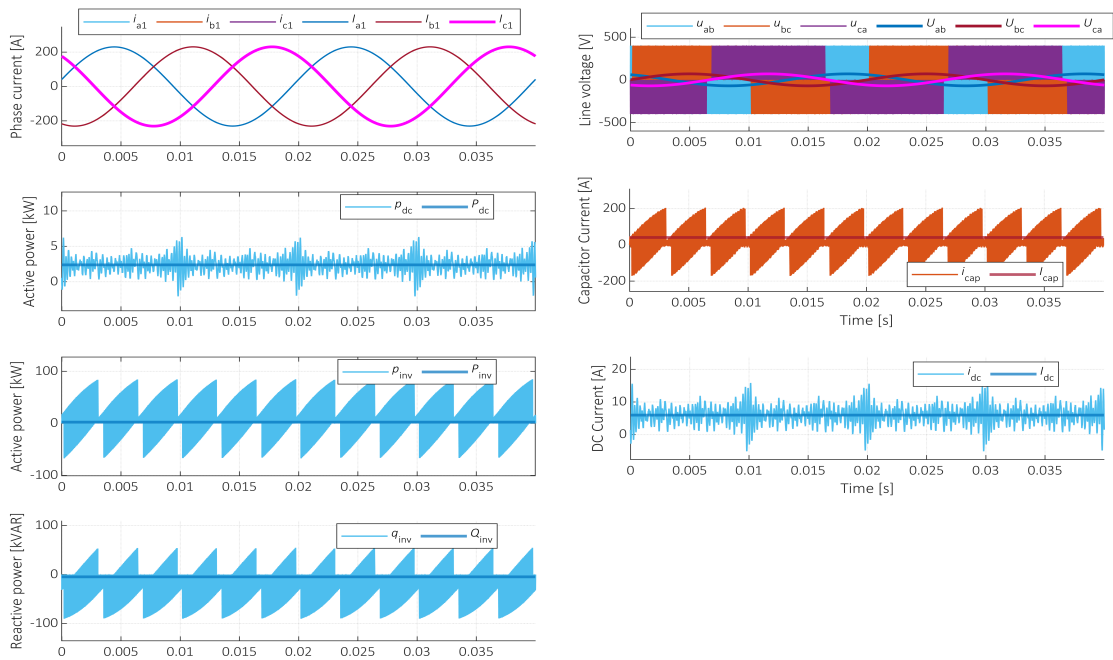 i_a1 i_b1 i_c1 I_a1 I_b1 I_c1
Phase current [A]
200
0
-200
0 0.005 0.01 0.015 0.02 0.025 0.03 0.035
u_ab u_bc u_ca U_ab U_bc U_ca
Line voltage [V]
500
0
-500
0 0.005 0.01 0.015 0.02 0.025 0.03 0.035
p_dc P_dc
Active power [kW]
10
5
0
0 0.005 0.01 0.015 0.02 0.025 0.03 0.035
Capacitor Current [A]
200
0
-200
i_cap I_cap
0 0.005 0.01 0.015 0.02 0.025 0.03 0.035
Time [s]
p_inv P_inv
Active power [kW]
100
0
-100
0 0.005 0.01 0.015 0.02 0.025 0.03 0.035
i_dc I_dc
DC Current [A]
20
10
0
0 0.005 0.01 0.015 0.02 0.025 0.03 0.035
Time [s]
q_inv Q_inv
Reactive power [kVAR]
100
0
-100
0 0.005 0.01 0.015 0.02 0.025 0.03 0.035